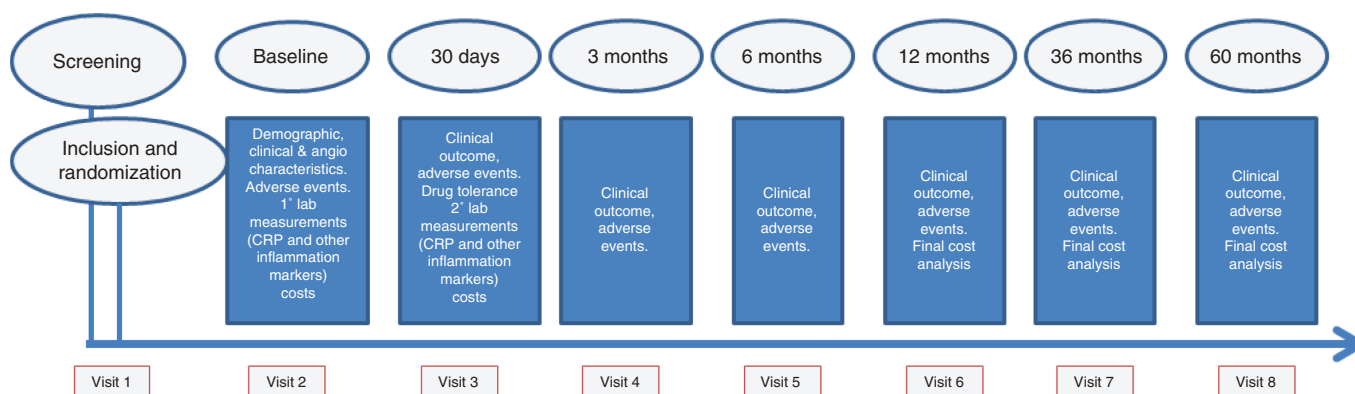 Screening
Baseline
30 days
3 months
6 months
12 months
36 months
60 months
Inclusion and
randomization
Demographic,
clinical & angio
characteristics.
Adverse events.
1˚ lab
measurements
(CRP and other
inflammation
markers)
costs
Clinical
outcome,
adverse events.
Drug tolerance
2˚ lab
measurements
(CRP and other
inflammation
markers)
costs
Clinical
outcome,
adverse
events.
Clinical
outcome,
adverse
events.
Clinical
outcome,
adverse
events.
Final cost
analysis
Clinical
outcome,
adverse
events.
Final cost
analysis
Clinical
outcome,
adverse
events.
Final cost
analysis
Visit 1
Visit 2
Visit 3
Visit 4
Visit 5
Visit 6
Visit 7
Visit 8